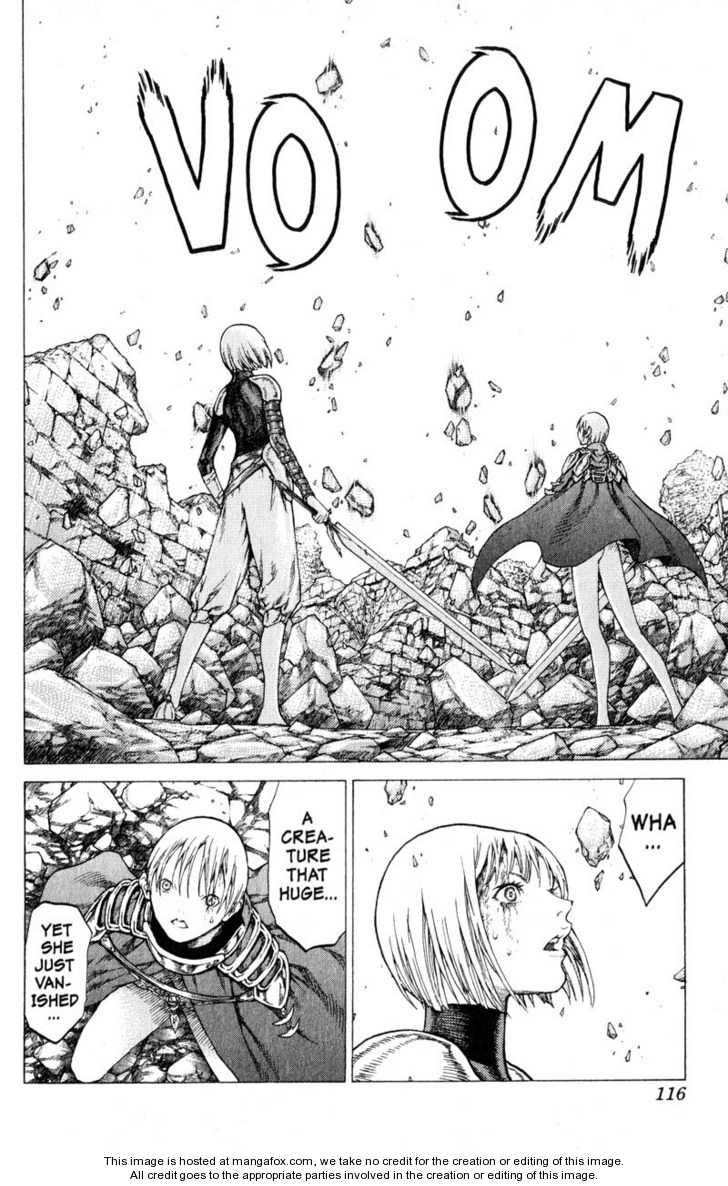 VOOM
WHA
...
A
CREA-
TURE
THAT
HUGE...
YET
SHE
JUST
VAN-
ISHED
...
116
This image is hosted at mangafox.com, we take no credit for the creation or editing of this image.
All credit goes to the appropriate parties involved in the creation or editing of this image.